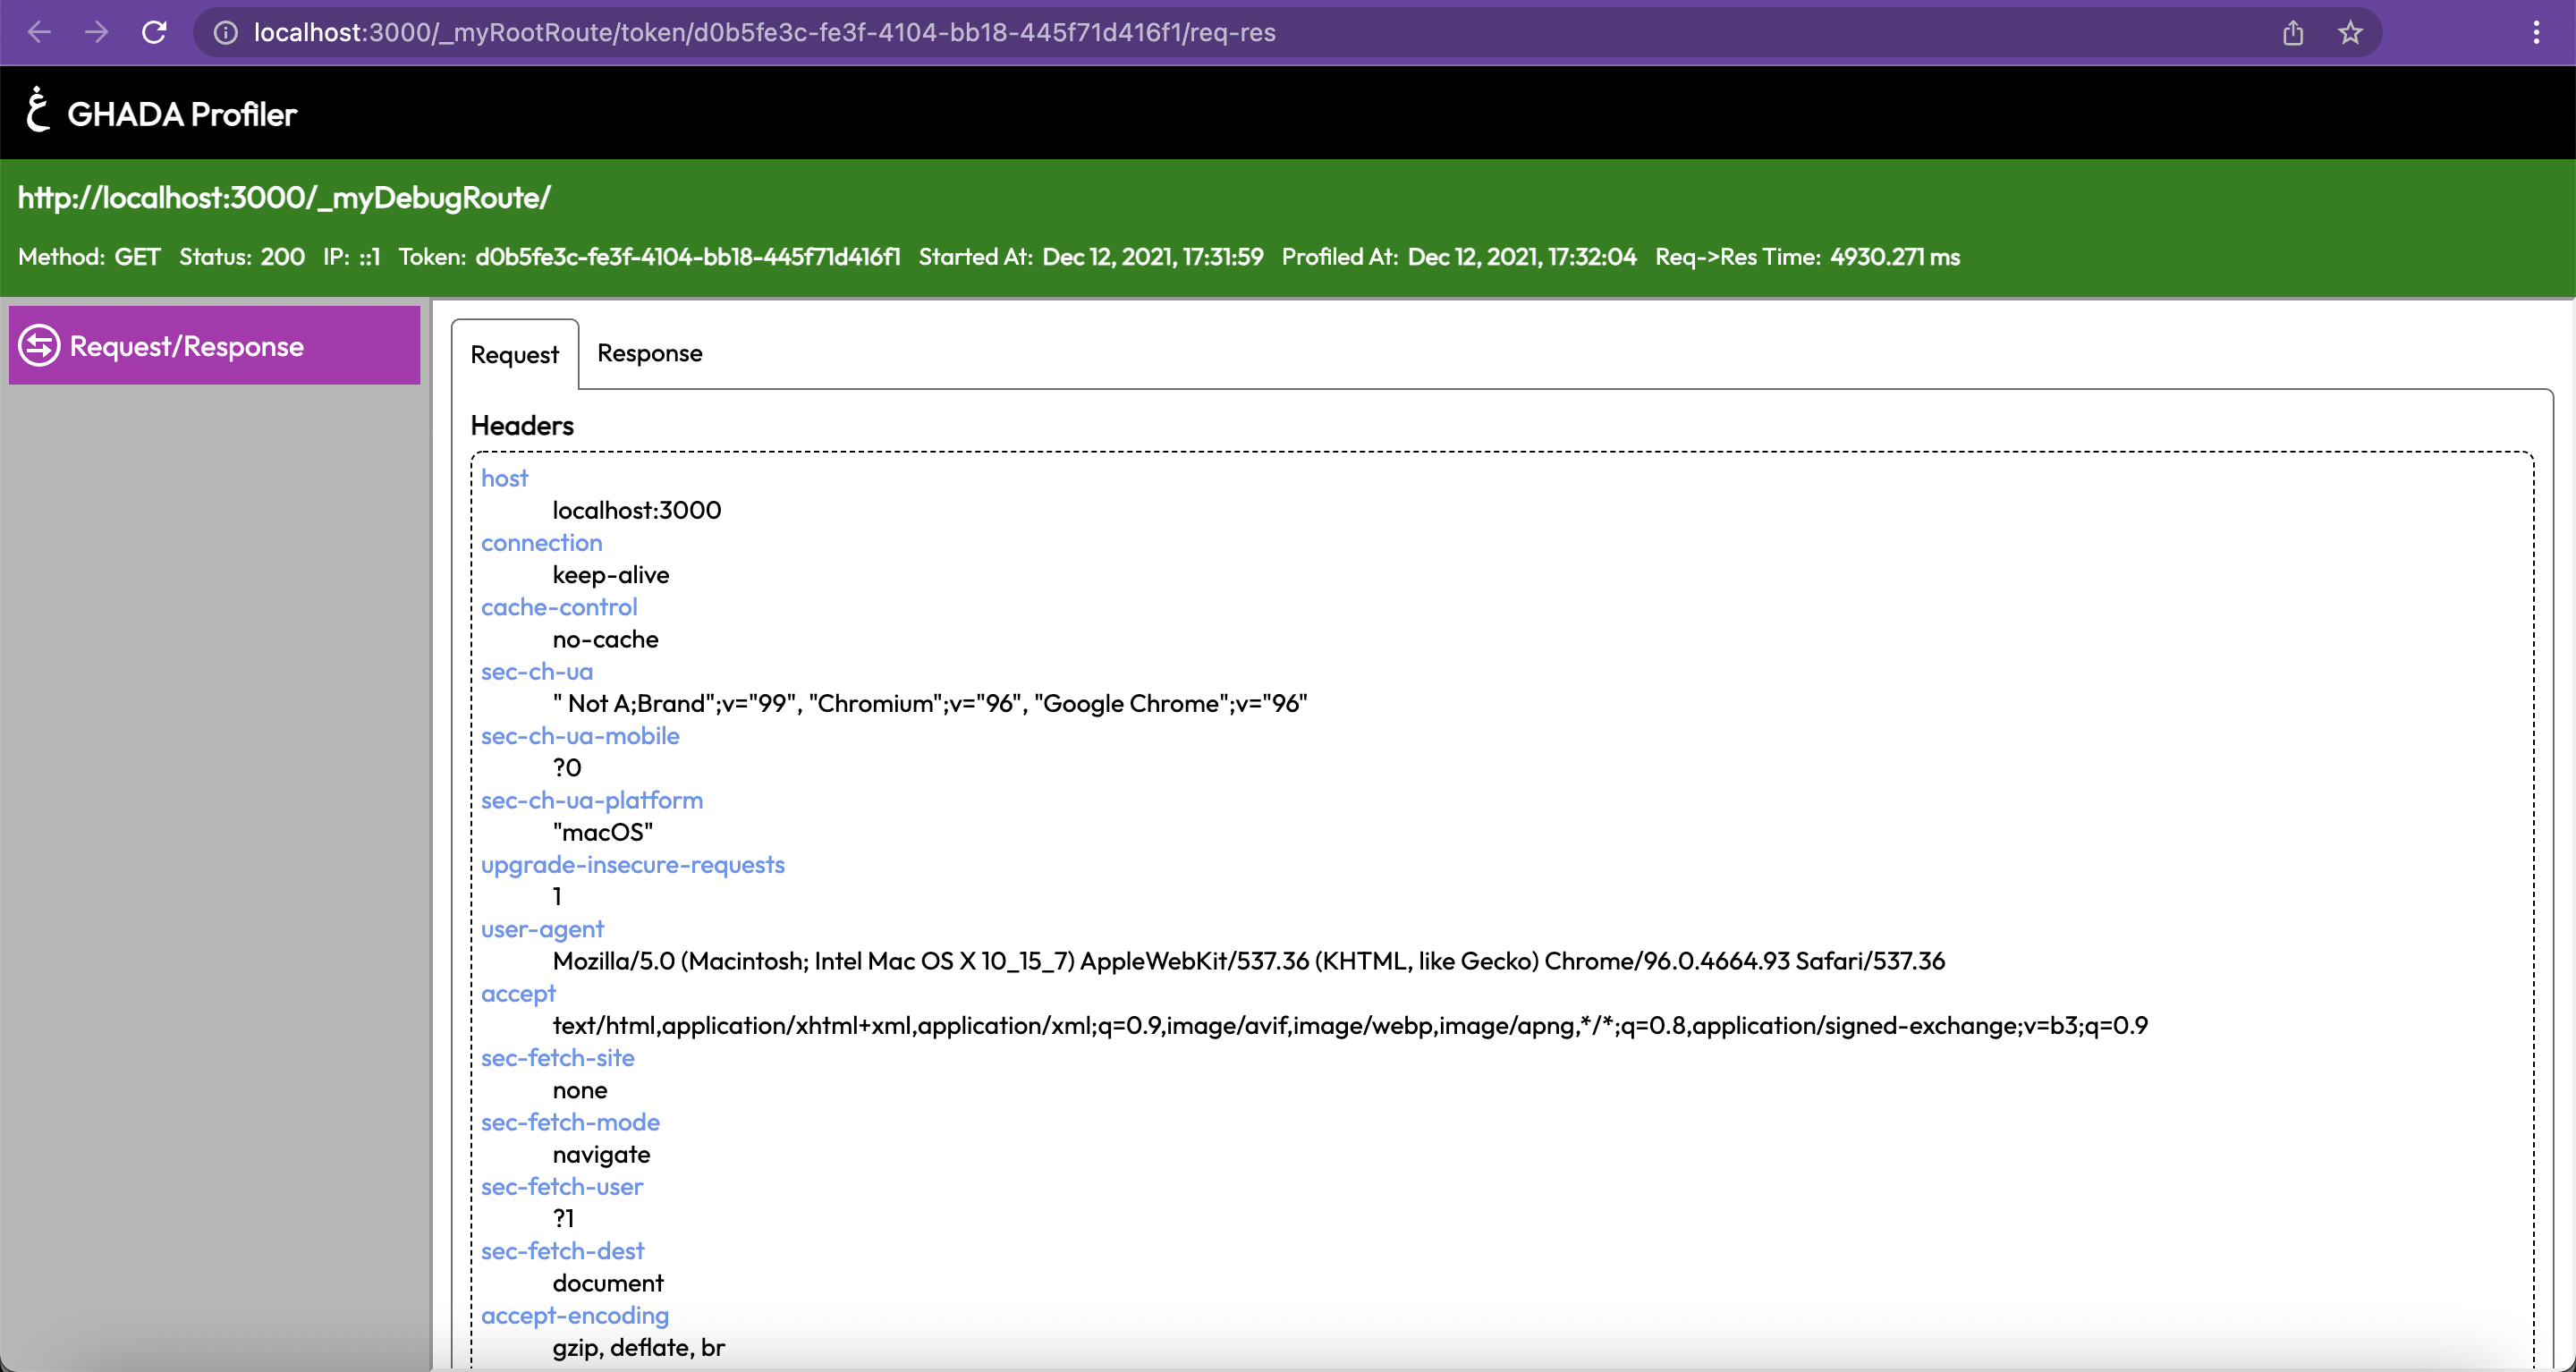 localhost:3000/_myRootRoute/token/d0b5fe3c-fe3f-4104-bb18-445f71d416f1/req-res
غ GHADA Profiler
http://localhost:3000/_myDebugRoute/
Method: GET Status: 200 IP: ::1 Token: d0b5fe3c-fe3f-4104-bb18-445f71d416f1 Started At: Dec 12, 2021, 17:31:59 Profiled At: Dec 12, 2021, 17:32:04 Req->Res Time: 4930.271 ms
Request/Response
Request Response
Headers
host
localhost:3000
connection
keep-alive
cache-control
no-cache
sec-ch-ua
" Not A;Brand";v="99", "Chromium";v="96", "Google Chrome";v="96"
sec-ch-ua-mobile
?0
sec-ch-ua-platform
"macOS"
upgrade-insecure-requests
1
user-agent
Mozilla/5.0 (Macintosh; Intel Mac OS X 10_15_7) AppleWebKit/537.36 (KHTML, like Gecko) Chrome/96.0.4664.93 Safari/537.36
accept
text/html,application/xhtml+xml,application/xml;q=0.9,image/avif,image/webp,image/apng,*/*;q=0.8,application/signed-exchange;v=b3;q=0.9
sec-fetch-site
none
sec-fetch-mode
navigate
sec-fetch-user
?1
sec-fetch-dest
document
accept-encoding
gzip, deflate, br